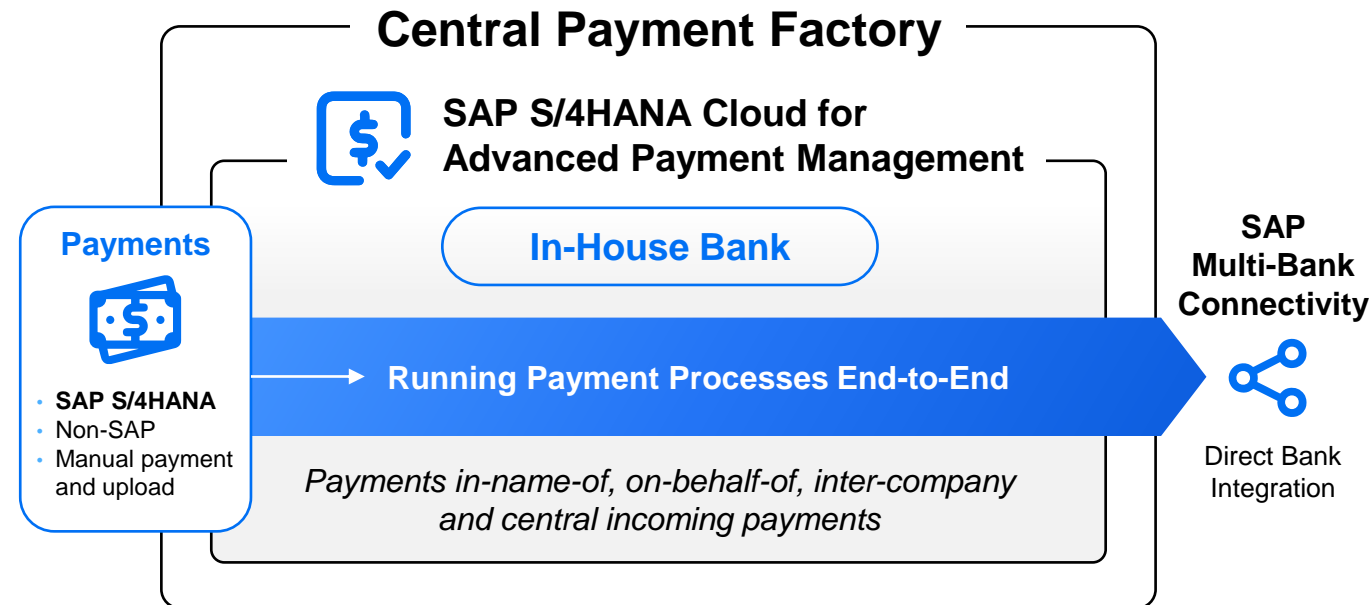 Central Payment Factory
SAP S/4HANA Cloud for
Advanced Payment Management
Payments
• SAP S/4HANA
• Non-SAP
• Manual payment
and upload
In-House Bank
Running Payment Processes End-to-End
Payments in-name-of, on-behalf-of, inter-company
and central incoming payments
SAP
Multi-Bank
Connectivity
Direct Bank
Integration